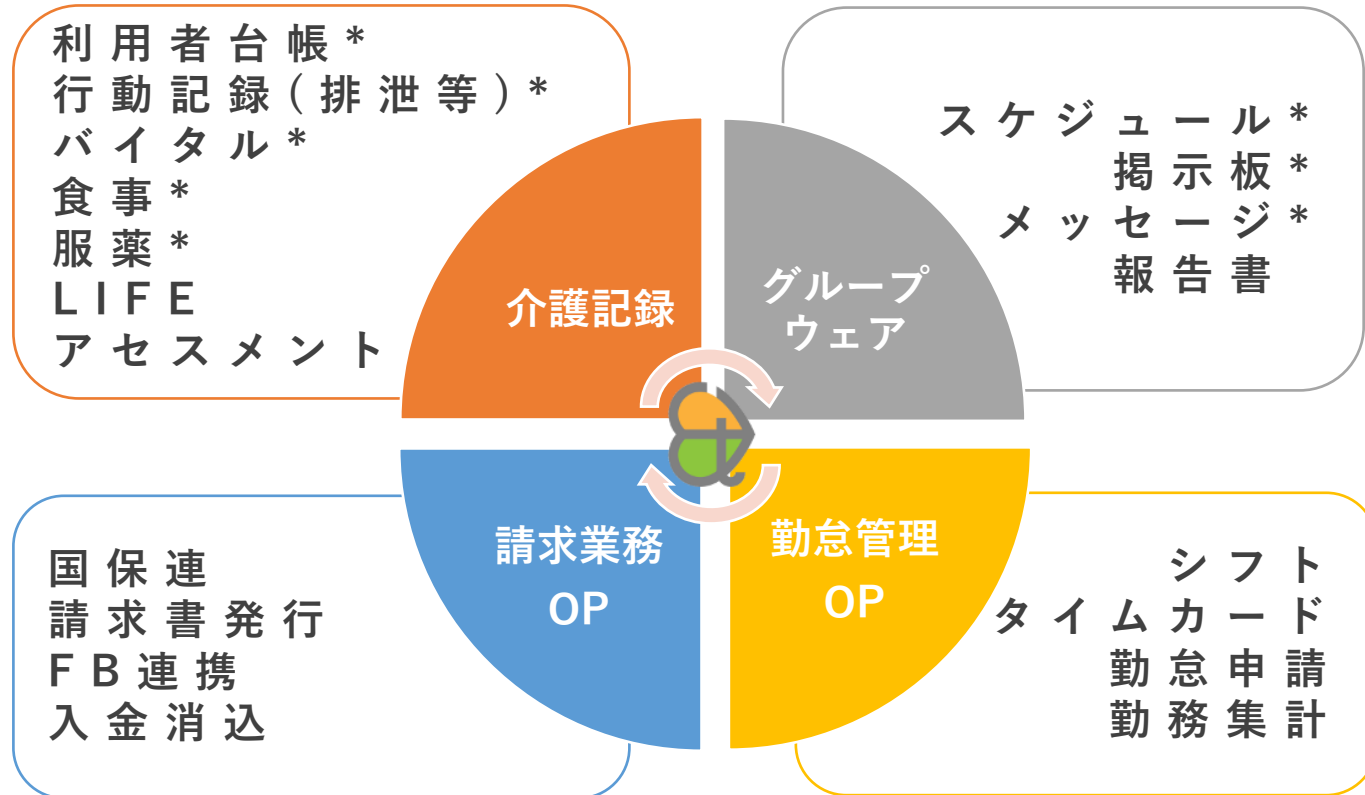 利用者台帳*
行動記録(排泄等)*
バイタル*
食事*
服薬*
LIFE
アセスメント
スケジュール*
掲示板*
メッセージ*
報告書
介護記録
グループ
ウェア
請求業務
OP
勤怠管理
OP
国保連
請求書発行
FB連携
入金消込
シフト
タイムカード
勤怠申請
勤務集計